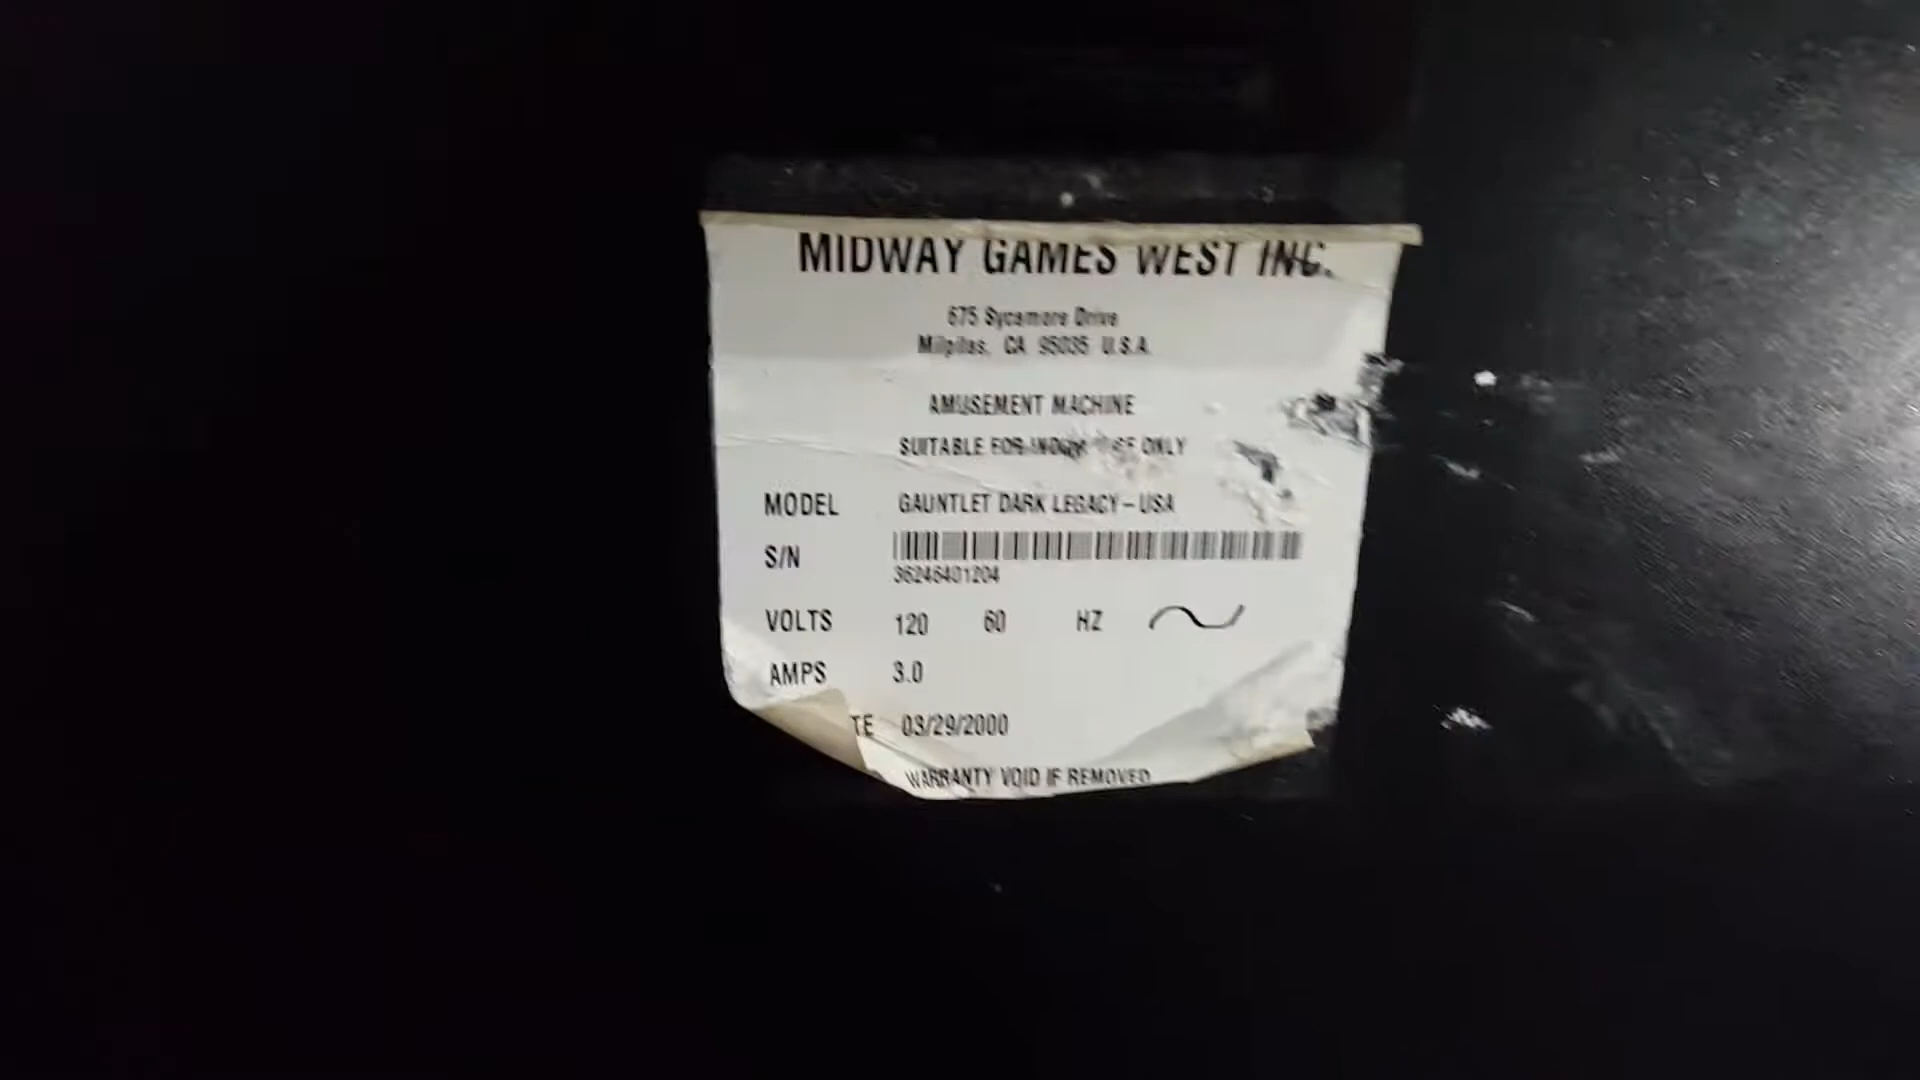 MIDWAY GAMES WEST INC.
675 Sycamore Drive
Milpitas, CA 95035 U.S.A.
AMUSEMENT MACHINE
SUITABLE FOR INDOOR USE ONLY
MODEL GAUNTLET DARK LEGACY – USA
S/N
36246401204
VOLTS 120 60 HZ
AMPS 3.0
TE 03/29/2000
WARRANTY VOID IF REMOVED